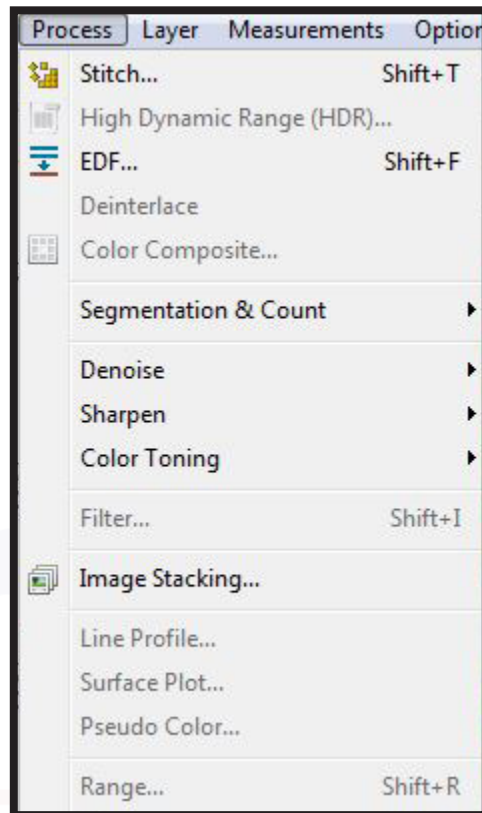 Process Layer Measurements Option
Stitch... Shift+T
High Dynamic Range (HDR)...
EDF... Shift+F
Deinterlace
Color Composite...
Segmentation & Count
Denoise
Sharpen
Color Toning
Filter... Shift+I
Image Stacking...
Line Profile...
Surface Plot...
Pseudo Color...
Range... Shift+R